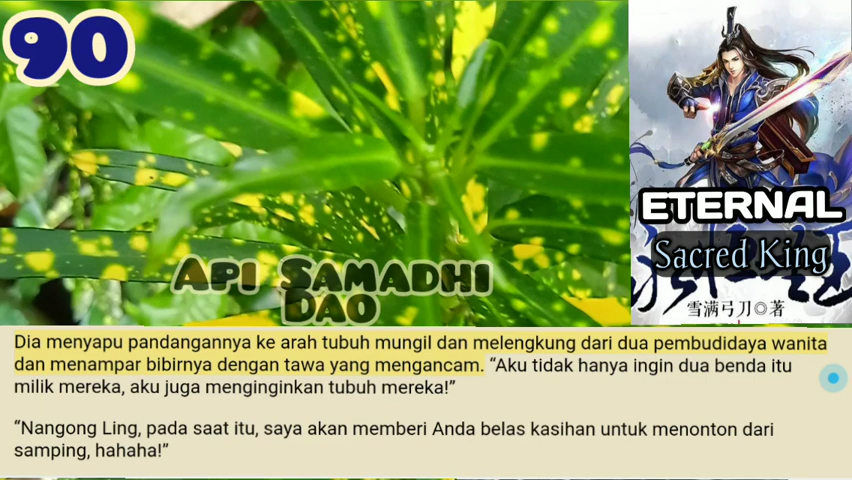 90
ETERNAL
Sacred King
雪满弓刀◎著
API SAMADHI
DAO
Dia menyapu pandangannya ke arah tubuh mungil dan melengkung dari dua pembudidaya wanita
dan menampar bibirnya dengan tawa yang mengancam. “Aku tidak hanya ingin dua benda itu
milik mereka, aku juga menginginkan tubuh mereka!”
“Nangong Ling, pada saat itu, saya akan memberi Anda belas kasihan untuk menonton dari
samping, hahaha!”